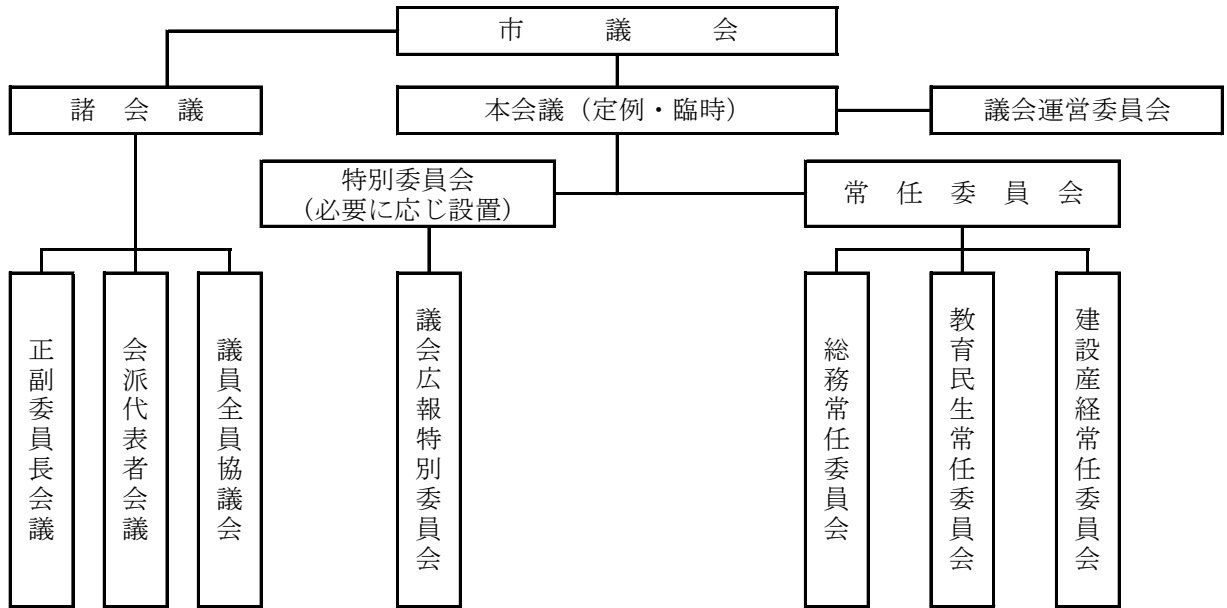 市議会
諸会議
本会議（定例・臨時）
議会運営委員会
特別委員会
（必要に応じ設置）
常任委員会
正副委員長会議
会派代表者会議
議員全員協議会
議会広報特別委員会
総務常任委員会
教育民生常任委員会
建設産経常任委員会